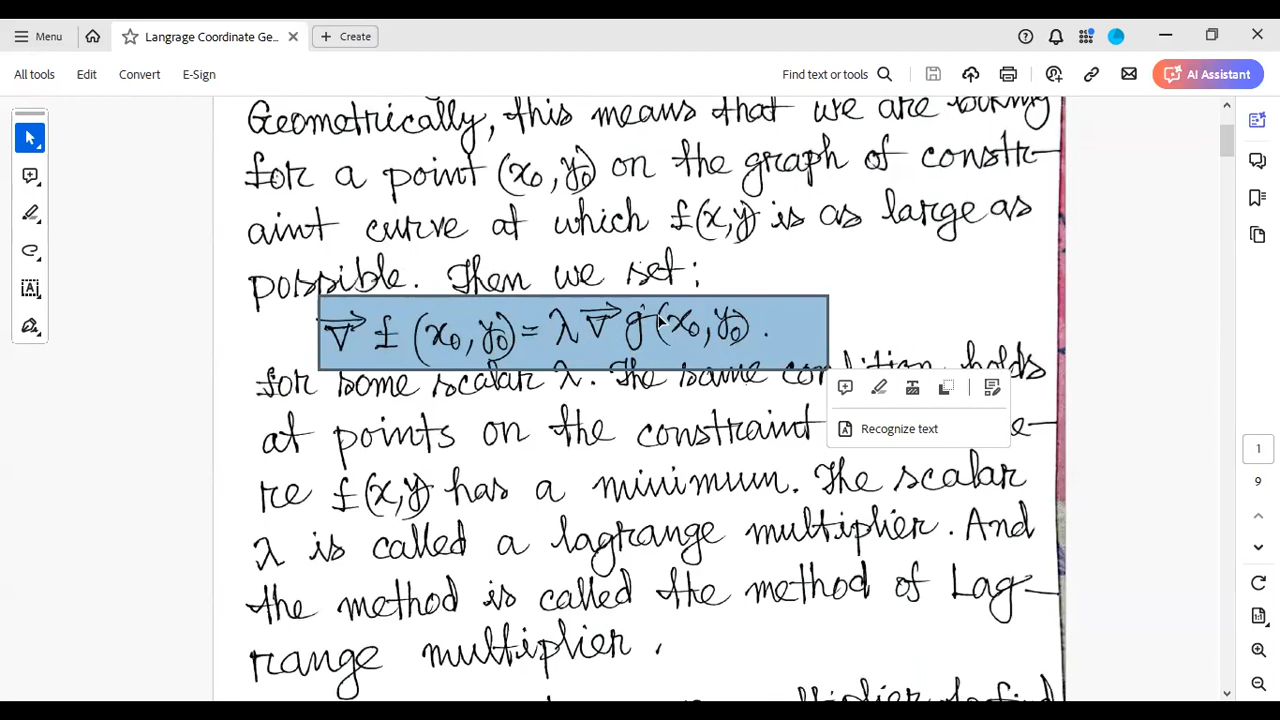 Menu
Langrage Coordinate Ge...
Create
All tools
Edit
Convert
E-Sign
Find text or tools
AI Assistant
Geometrically, this means that we are looking
for a point (x₀, y₀) on the graph of constr-
aint curve at which f(x,y) is as large as
possible. Then we set:
∇⃗ f (x₀, y₀) = λ ∇⃗ g(x₀, y₀).
for some scalar λ. The same condition holds
at points on the constraint e-
re f(x,y) has a minimum. The scalar
λ is called a lagrange multiplier. And
the method is called the method of Lag-
range multiplier.
Recognize text
1
9